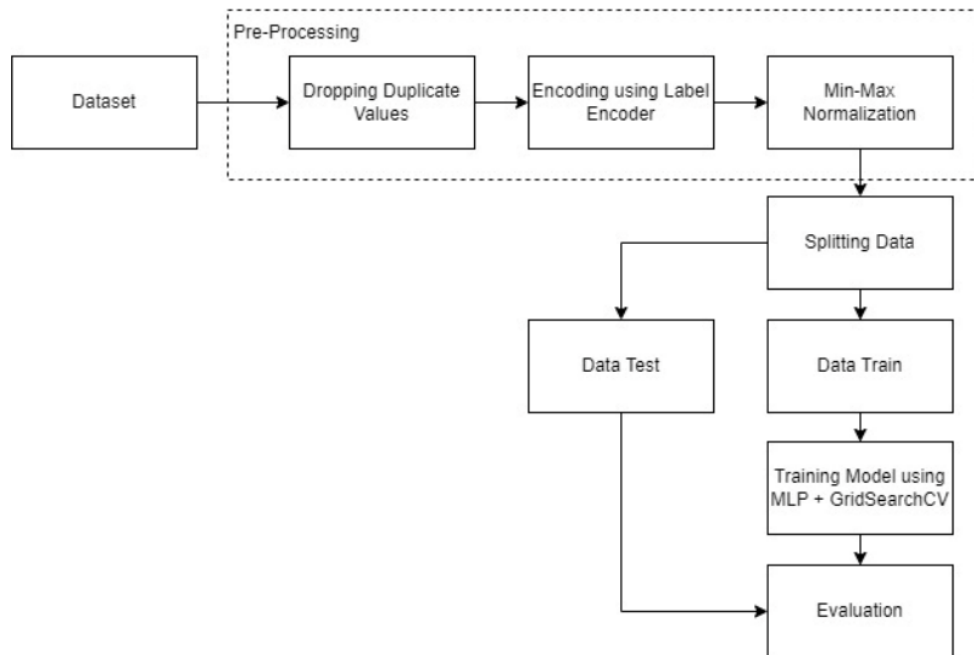 Pre-Processing
Dataset
Dropping Duplicate
Values
Encoding using Label
Encoder
Min-Max
Normalization
Splitting Data
Data Test
Data Train
Training Model using
MLP + GridSearchCV
Evaluation